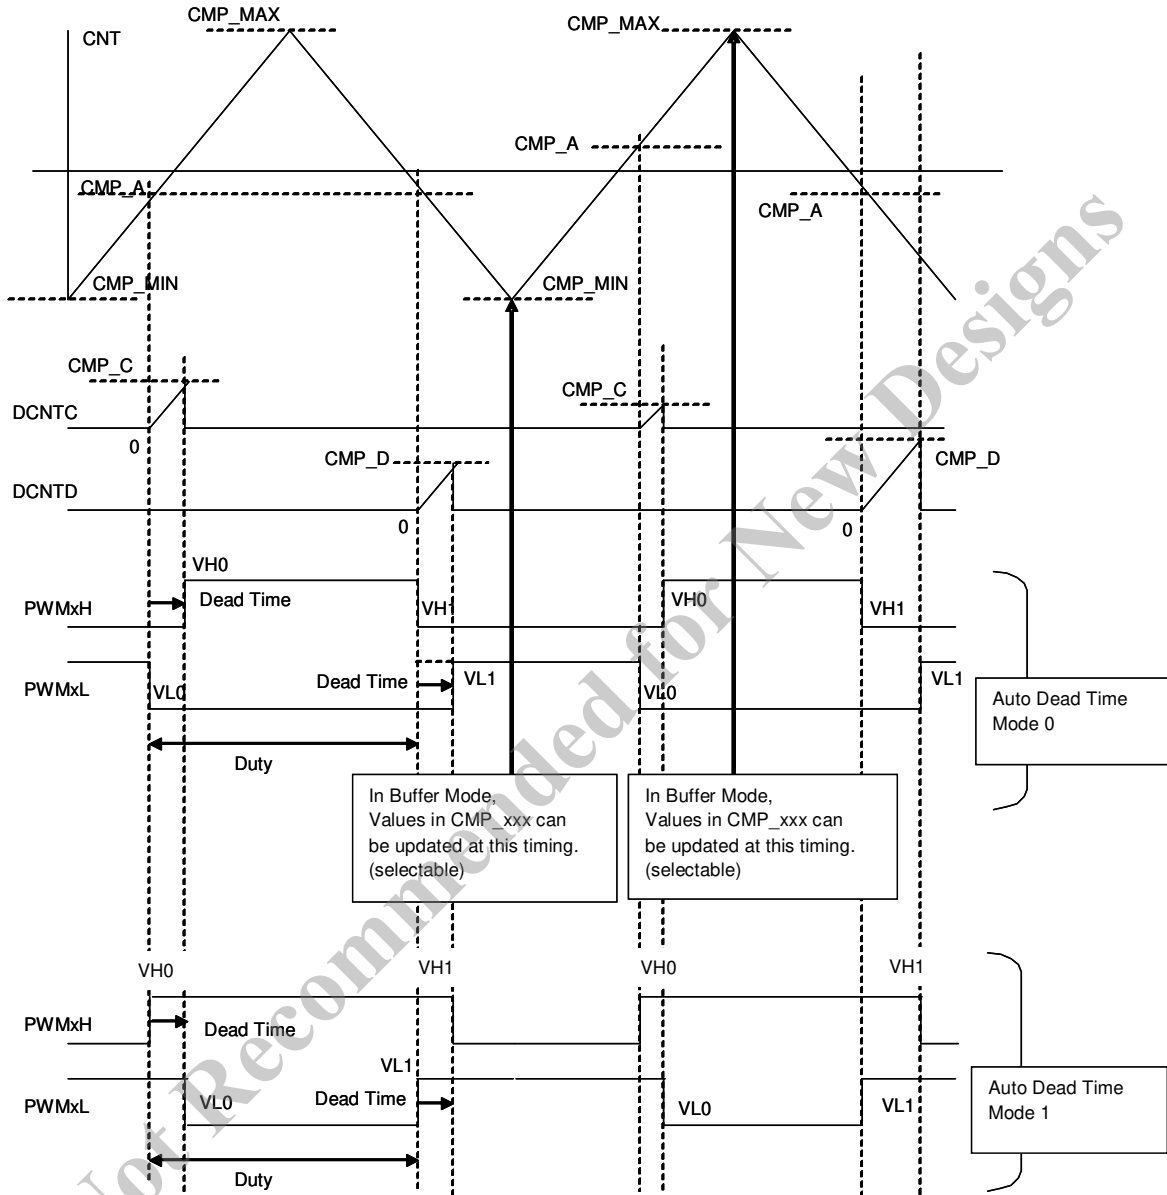 CMP_MAX
CMP_MAX
CNT
CMP_A
CMP_A
CMP_A
CMP_MIN
CMP_MIN
CMP_C
CMP_C
DCNTC
0
CMP_D
CMP_D
DCNTD
0
0
VH0
Dead Time
VH0
PWMxH
VH1
VH1
PWMxL
VL0
Dead Time
VL1
VL0
VL1
Auto Dead Time
Mode 0
Duty
In Buffer Mode,
Values in CMP_xxx can
be updated at this timing.
(selectable)
In Buffer Mode,
Values in CMP_xxx can
be updated at this timing.
(selectable)
VH0
VH1
VH0
VH1
PWMxH
Dead Time
VL1
PWMxL
VL0
Dead Time
VL0
VL1
Auto Dead Time
Mode 1
Duty
Not Recommended for New Designs